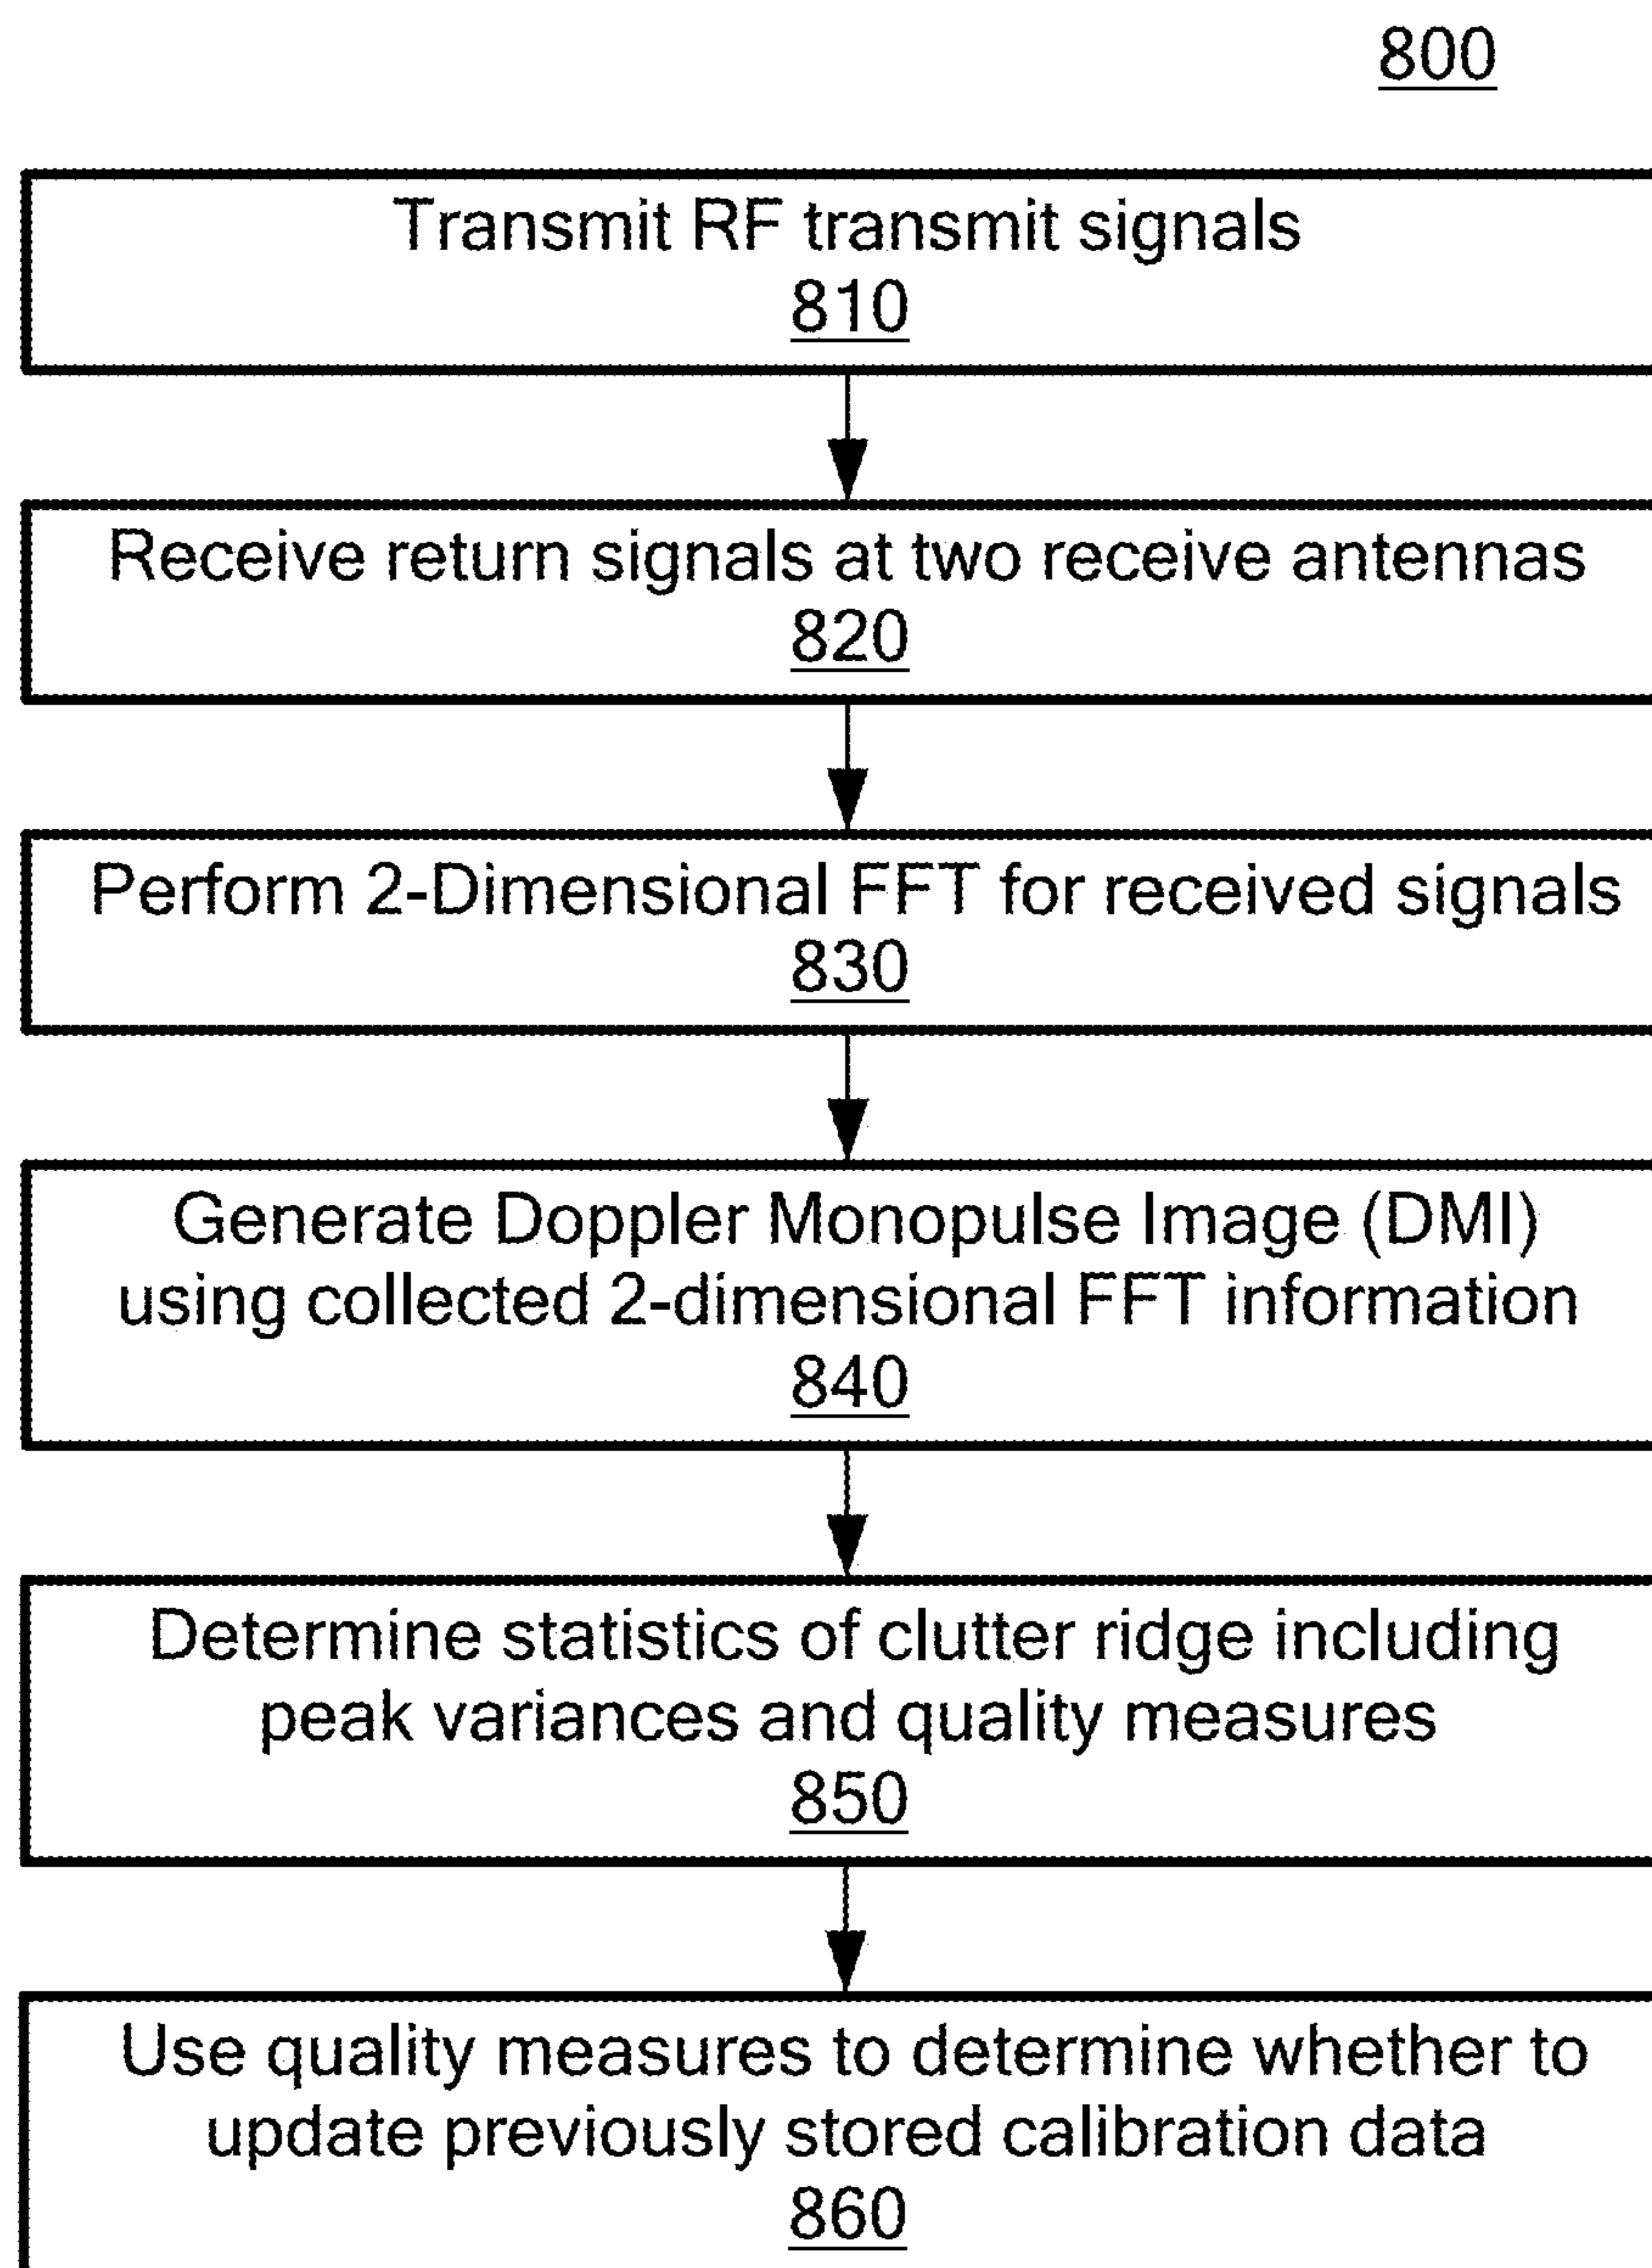 800
Transmit RF transmit signals
810
Receive return signals at two receive antennas
820
Perform 2-Dimensional FFT for received signals
830
Generate Doppler Monopulse Image (DMI)
using collected 2-dimensional FFT information
840
Determine statistics of clutter ridge including
peak variances and quality measures
850
Use quality measures to determine whether to
update previously stored calibration data
860